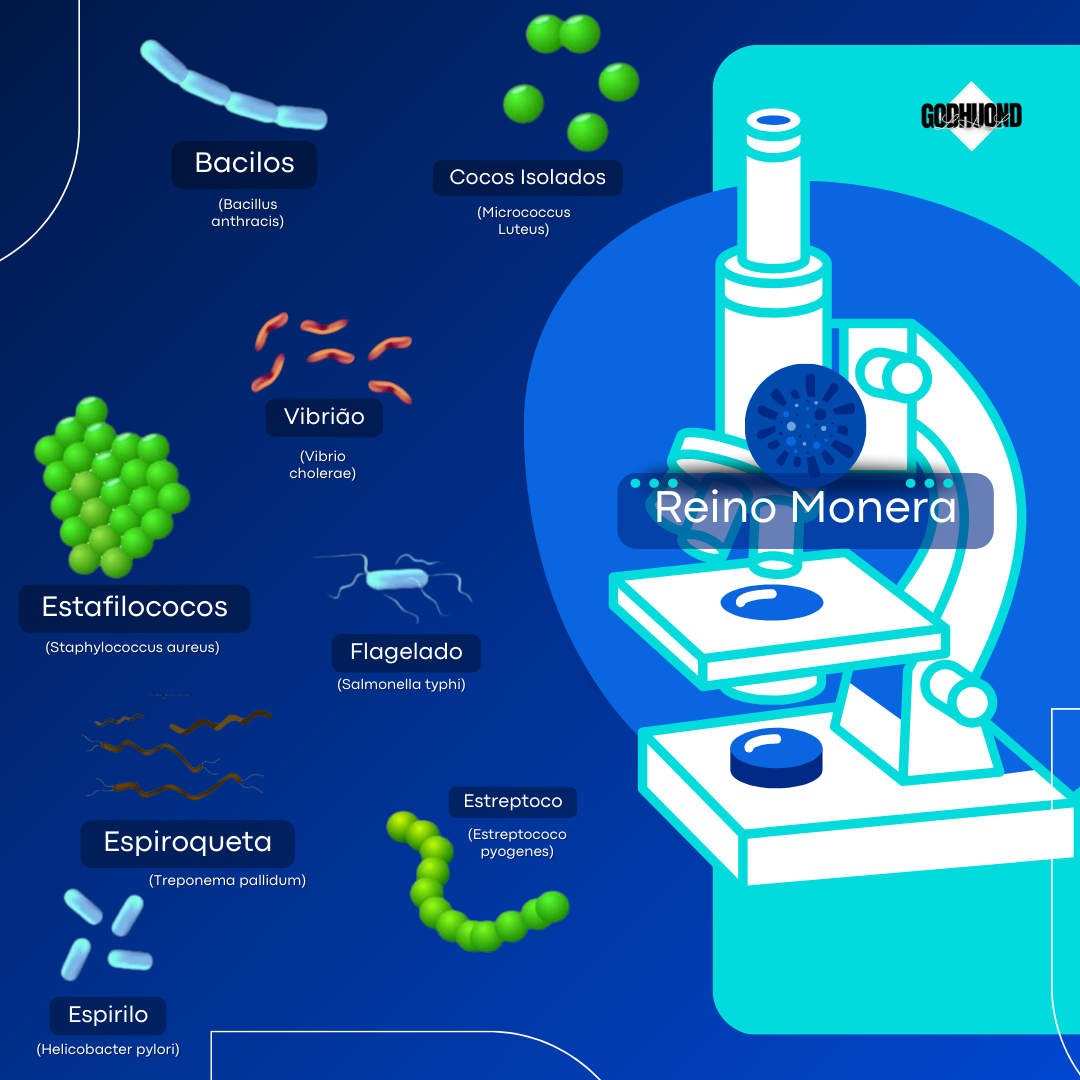 GODHUOND
Bacilos
(Bacillus
anthracis)
Cocos Isolados
(Micrococcus
Luteus)
Vibrião
(Vibrio
cholerae)
Reino Monera
Estafilococos
(Staphylococcus aureus)
Flagelado
(Salmonella typhi)
Espiroqueta
(Treponema pallidum)
Estreptoco
(Estreptococo
pyogenes)
Espirilo
(Helicobacter pylori)